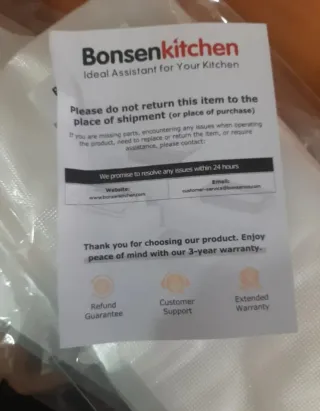 Bonsenkitchen
Ideal Assistant for Your Kitchen
Please do not return this item to the
place of shipment (or place of purchase)
If you are missing parts, encountering any issues when operating
the product, need to replace or return the item, or require
assistance, please contact:
We promise to resolve any issues within 24 hours
Website:
www.bonsenkitchen.com
E-mail:
Thank you for choosing our product. Enjoy
peace of mind with our 3-year warranty.
Refund
Guarantee
Customer
Support
Extended
Warranty